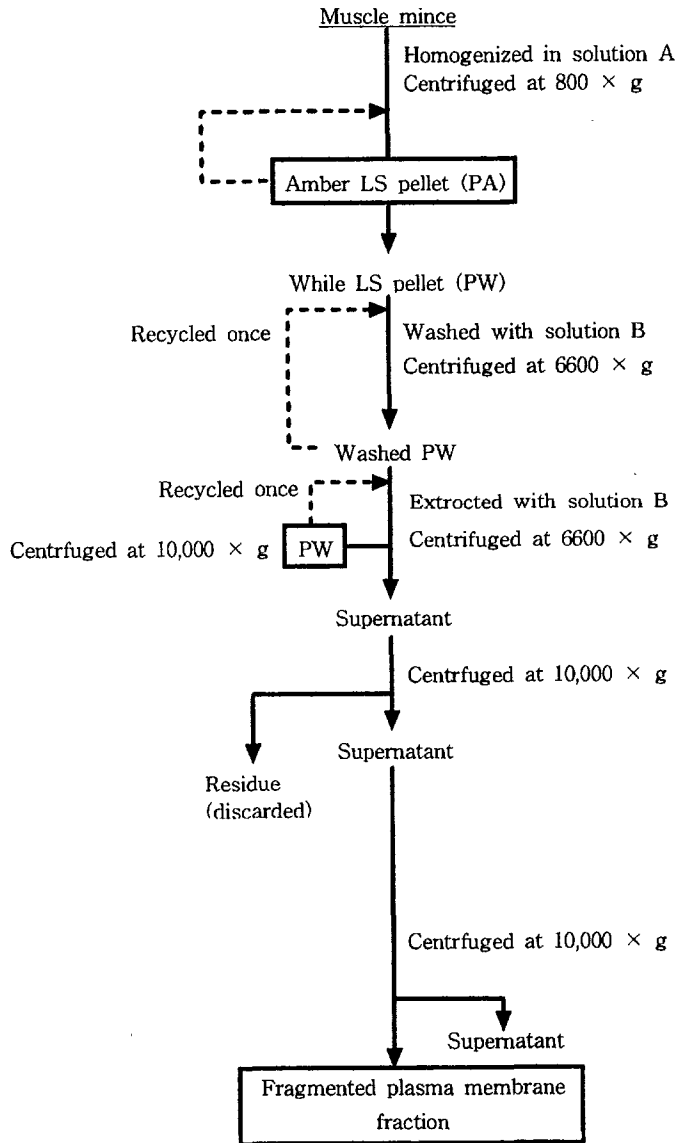 Muscle mince
Homogenized in solution A
Centrifuged at 800 × g
Amber LS pellet (PA)
While LS pellet (PW)
Recycled once
Washed with solution B
Centrifuged at 6600 × g
Washed PW
Recycled once
Extrocted with solution B
Centrfuged at 10,000 × g
PW
Centrifuged at 6600 × g
Supernatant
Centrfuged at 10,000 × g
Supernatant
Residue
(discarded)
Centrfuged at 10,000 × g
Supernatant
Fragmented plasma membrane
fraction